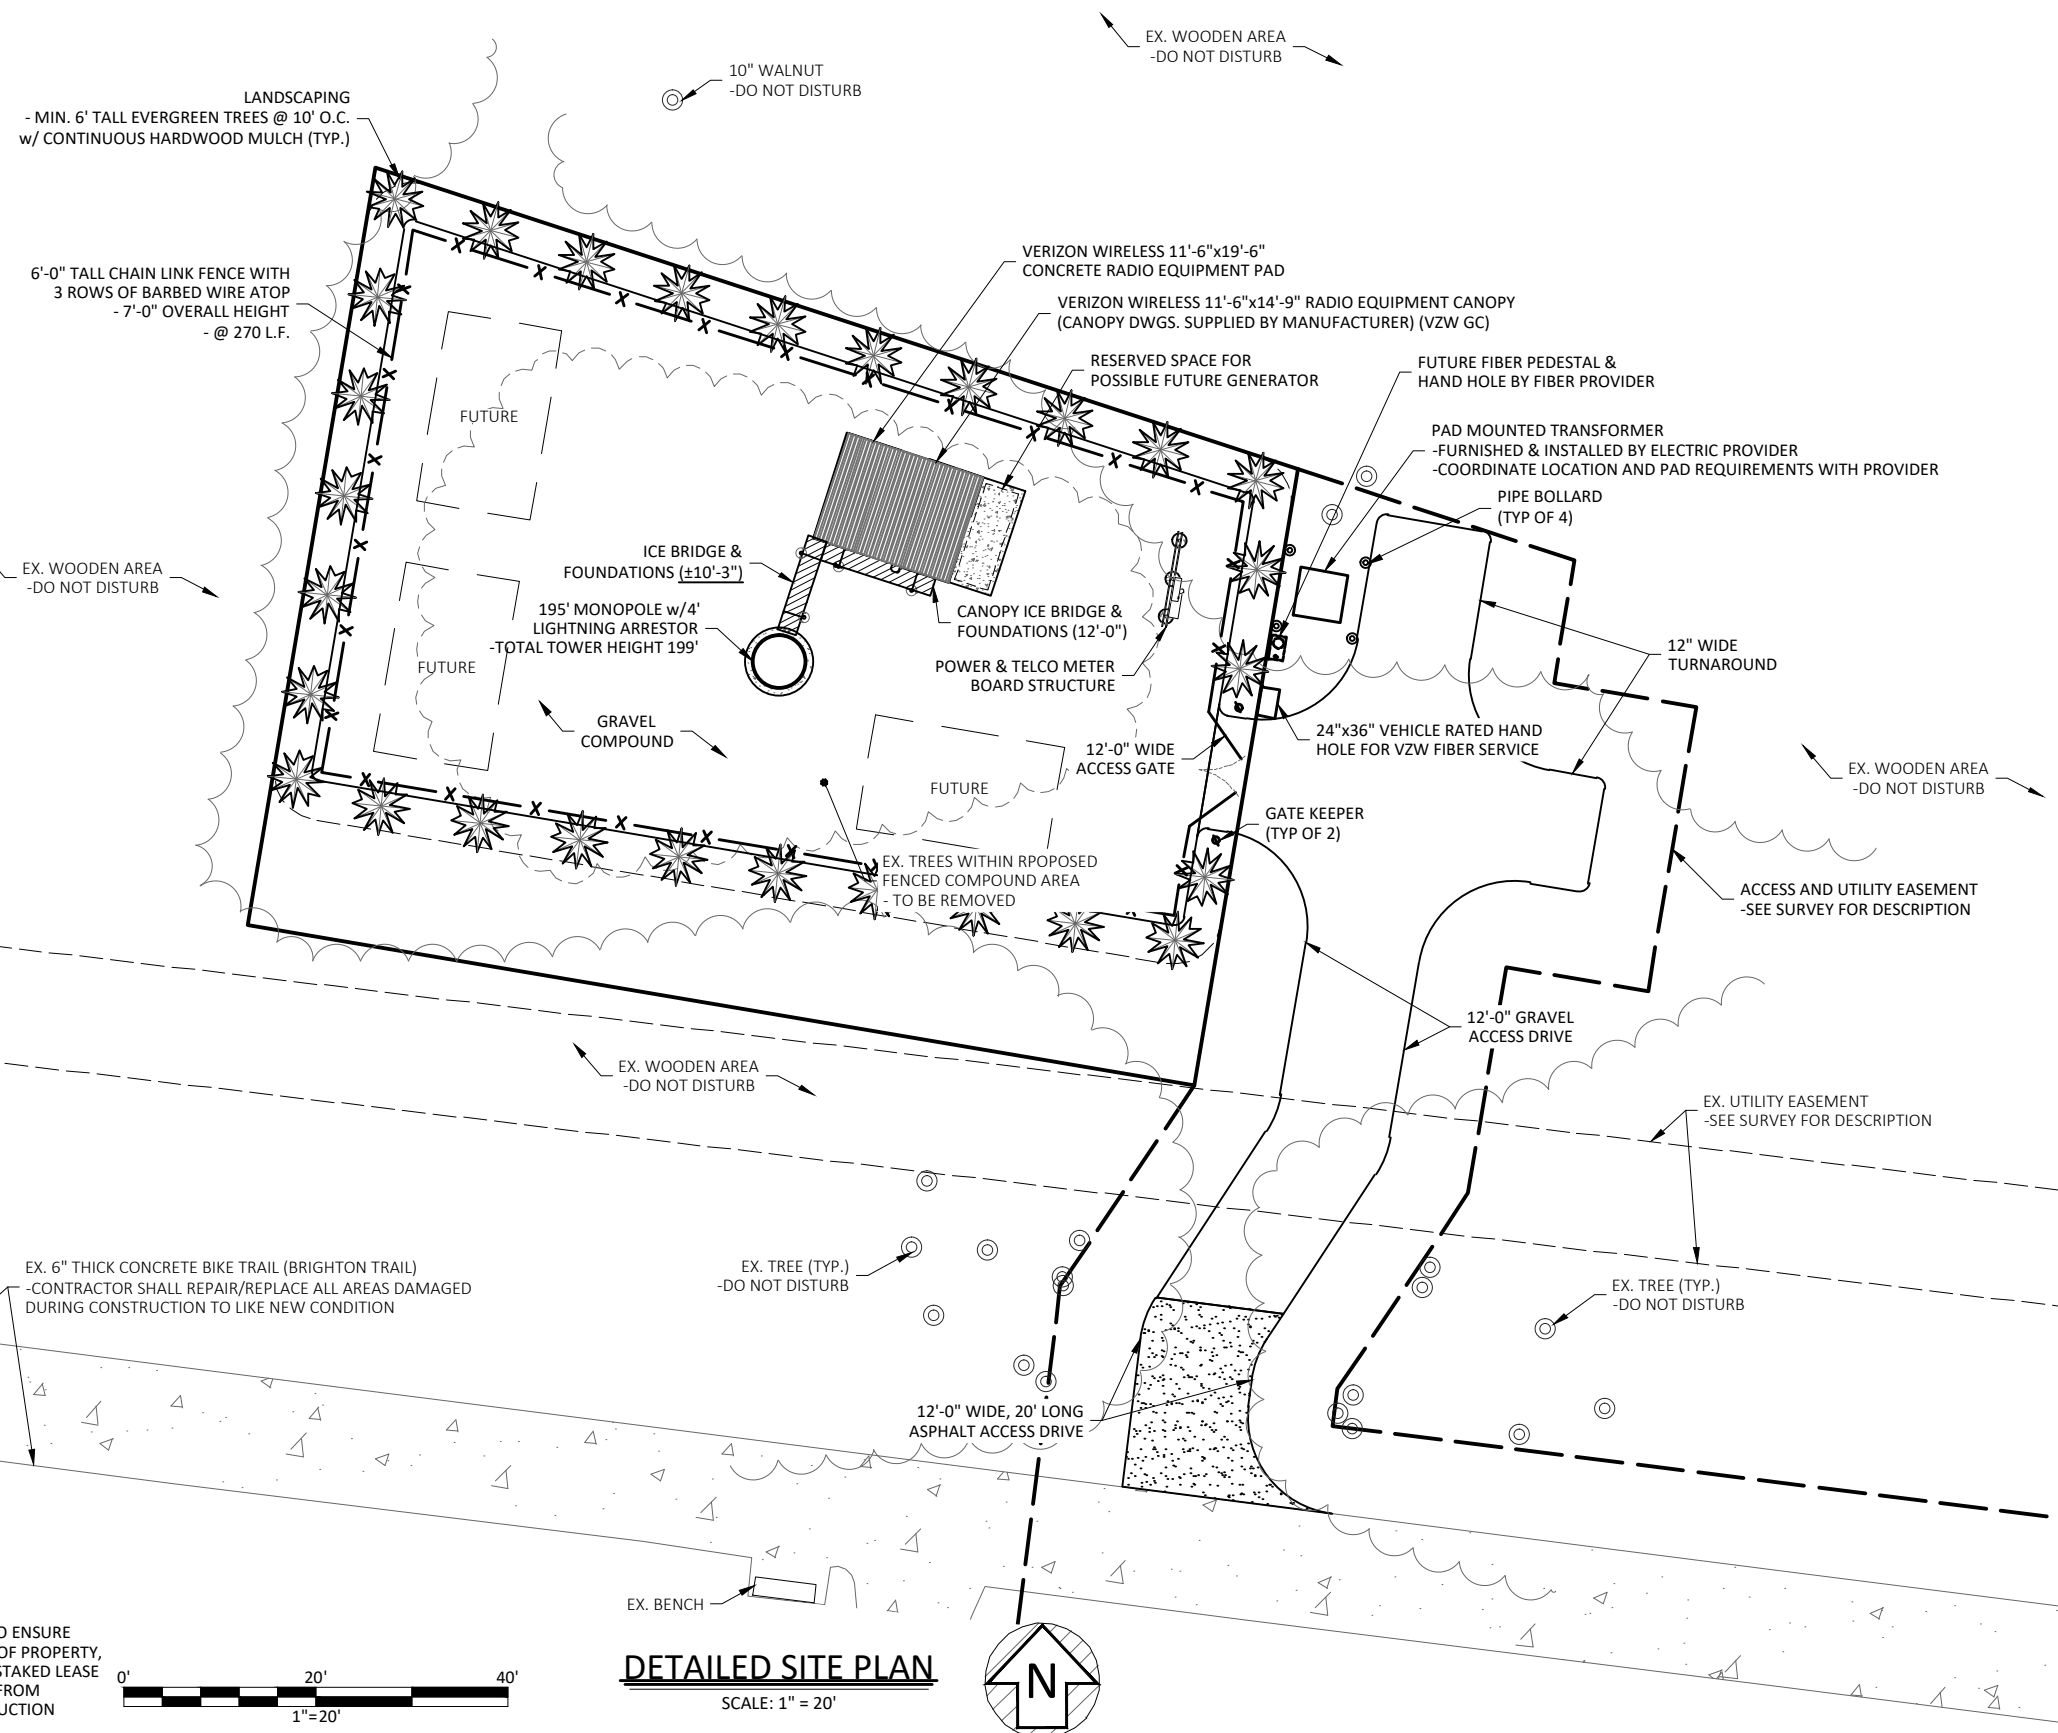 EX. WOODEN AREA
-DO NOT DISTURB
10" WALNUT
-DO NOT DISTURB
LANDSCAPING
- MIN. 6' TALL EVERGREEN TREES @ 10' O.C.
w/ CONTINUOUS HARDWOOD MULCH (TYP.)
6'-0" TALL CHAIN LINK FENCE WITH
3 ROWS OF BARBED WIRE ATOP
- 7'-0" OVERALL HEIGHT
- @ 270 L.F.
VERIZON WIRELESS 11'-6"x19'-6"
CONCRETE RADIO EQUIPMENT PAD
VERIZON WIRELESS 11'-6"x14'-9" RADIO EQUIPMENT CANOPY
(CANOPY DWGS. SUPPLIED BY MANUFACTURER) (VZW GC)
RESERVED SPACE FOR
POSSIBLE FUTURE GENERATOR
FUTURE FIBER PEDESTAL &
HAND HOLE BY FIBER PROVIDER
PAD MOUNTED TRANSFORMER
-FURNISHED & INSTALLED BY ELECTRIC PROVIDER
-COORDINATE LOCATION AND PAD REQUIREMENTS WITH PROVIDER
PIPE BOLLARD
(TYP OF 4)
FUTURE
EX. WOODEN AREA
-DO NOT DISTURB
ICE BRIDGE &
FOUNDATIONS (±10'-3")
195' MONOPOLE w/4'
LIGHTNING ARRESTOR
-TOTAL TOWER HEIGHT 199'
CANOPY ICE BRIDGE &
FOUNDATIONS (12'-0")
POWER & TELCO METER
BOARD STRUCTURE
FUTURE
12" WIDE
TURNAROUND
GRAVEL
COMPOUND
24"x36" VEHICLE RATED HAND
HOLE FOR VZW FIBER SERVICE
12'-0" WIDE
ACCESS GATE
FUTURE
EX. WOODEN AREA
-DO NOT DISTURB
GATE KEEPER
(TYP OF 2)
EX. TREES WITHIN RPOPOSED
FENCED COMPOUND AREA
- TO BE REMOVED
ACCESS AND UTILITY EASEMENT
-SEE SURVEY FOR DESCRIPTION
12'-0" GRAVEL
ACCESS DRIVE
EX. WOODEN AREA
-DO NOT DISTURB
EX. UTILITY EASEMENT
-SEE SURVEY FOR DESCRIPTION
EX. 6" THICK CONCRETE BIKE TRAIL (BRIGHTON TRAIL)
-CONTRACTOR SHALL REPAIR/REPLACE ALL AREAS DAMAGED
DURING CONSTRUCTION TO LIKE NEW CONDITION
EX. TREE (TYP.)
-DO NOT DISTURB
EX. TREE (TYP.)
-DO NOT DISTURB
12'-0" WIDE, 20' LONG
ASPHALT ACCESS DRIVE
EX. BENCH
O ENSURE
OF PROPERTY,
STAKED LEASE
FROM
UCTION
0' 20' 40'
1"=20'
DETAILED SITE PLAN
SCALE: 1" = 20'
N